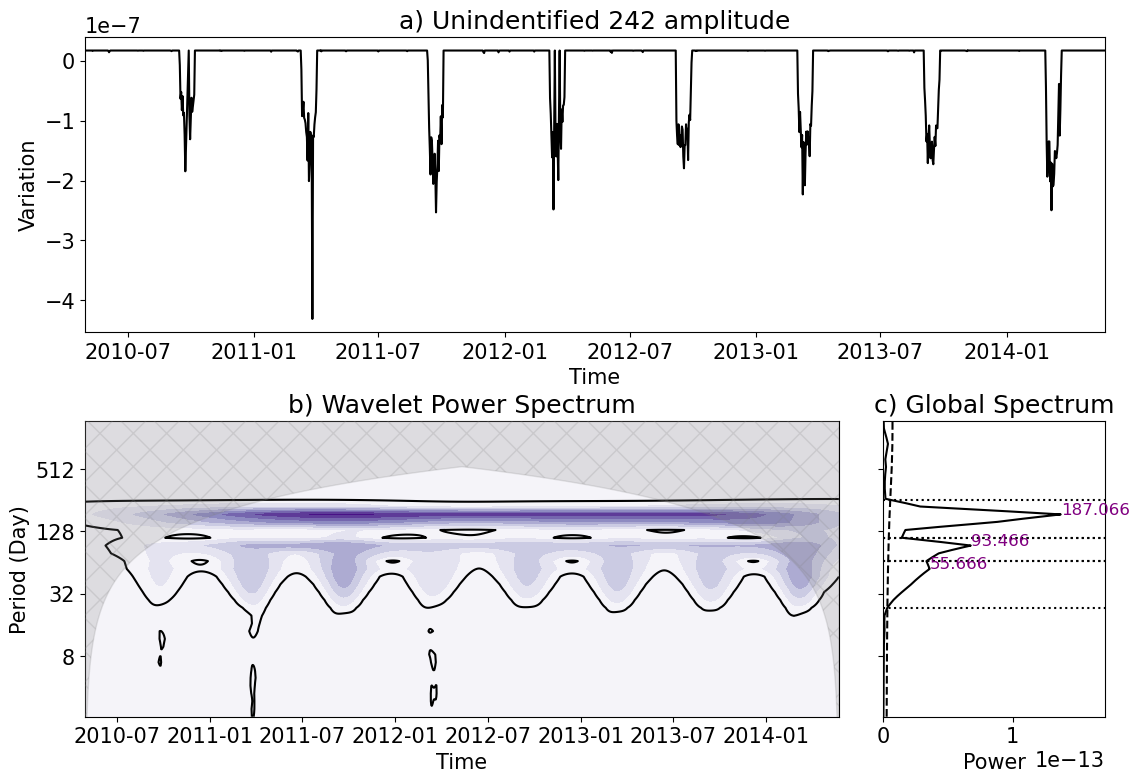 a) Unidentified 242 amplitude
1e−7
0
−1
−2
−3
−4
Variation
2010-07 2011-01 2011-07 2012-01 2012-07 2013-01 2013-07 2014-01
Time
b) Wavelet Power Spectrum
512
128
32
8
Period (Day)
2010-07 2011-01 2011-07 2012-01 2012-07 2013-01 2013-07 2014-01
Time
c) Global Spectrum
187.066
93.466
55.666
0 1
Power 1e−13